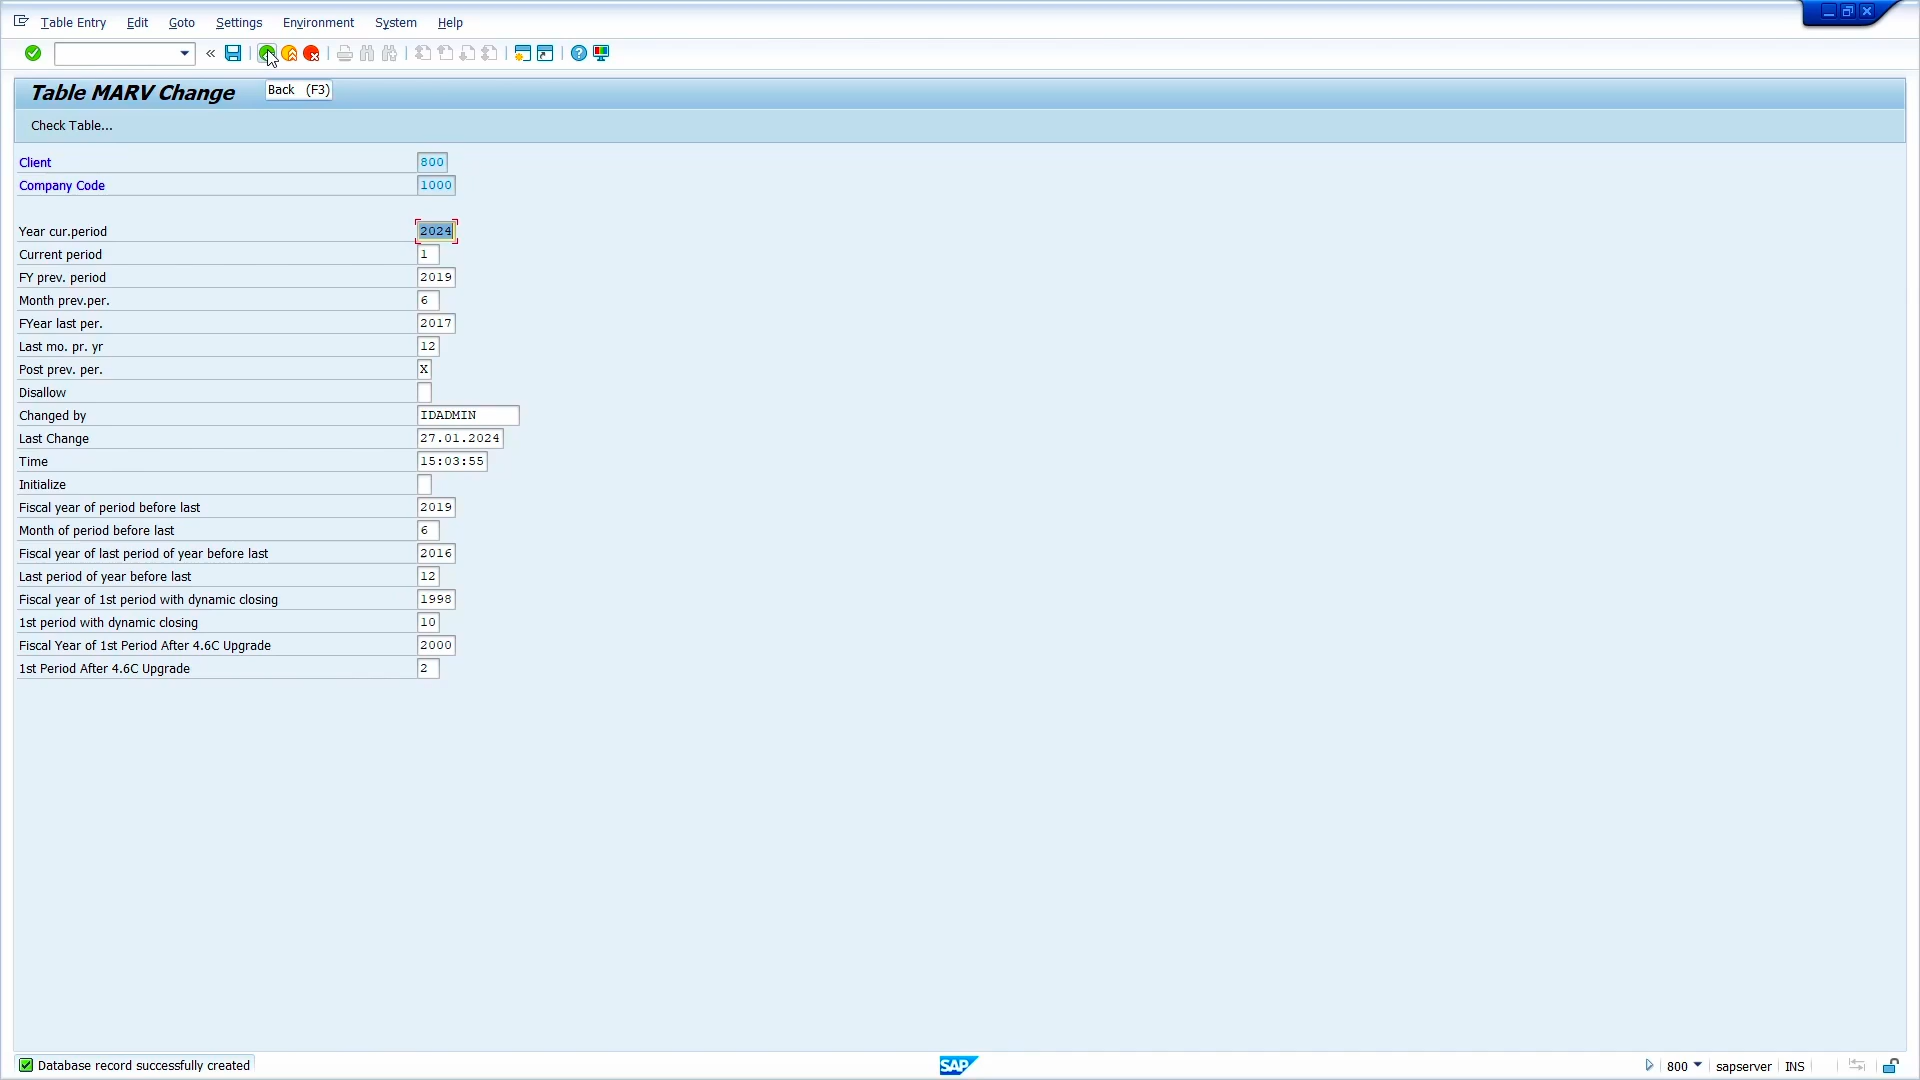 Table Entry Edit Goto Settings Environment System Help
Table MARV Change
Back (F3)
Check Table...
Client 800
Company Code 1000
Year cur.period 2024
Current period 1
FY prev. period 2019
Month prev.per. 6
FYear last per. 2017
Last mo. pr. yr 12
Post prev. per. X
Disallow
Changed by IDADMIN
Last Change 27.01.2024
Time 15:03:55
Initialize
Fiscal year of period before last 2019
Month of period before last 6
Fiscal year of last period of year before last 2016
Last period of year before last 12
Fiscal year of 1st period with dynamic closing 1998
1st period with dynamic closing 10
Fiscal Year of 1st Period After 4.6C Upgrade 2000
1st Period After 4.6C Upgrade 2
Database record successfully created
SAP
800 sapserver INS